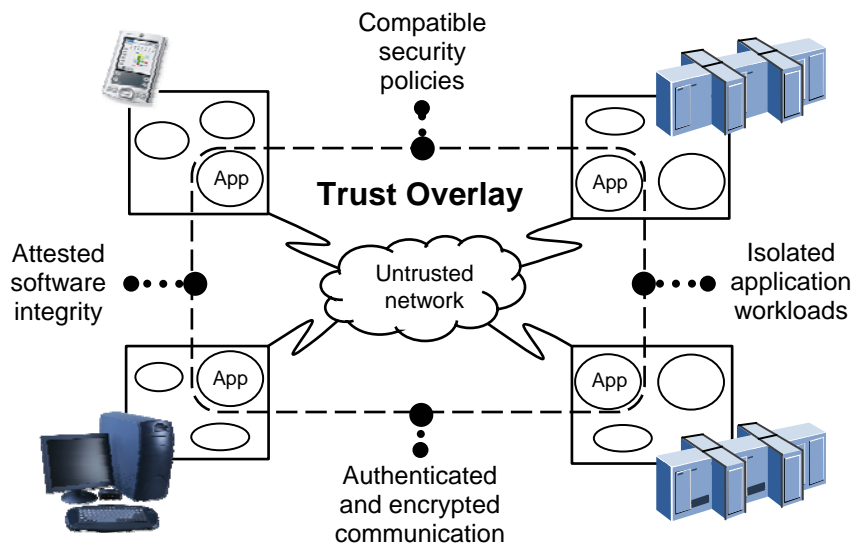 Compatible
security
policies
App
Trust Overlay
App
Attested
software
integrity
Untrusted
network
Isolated
application
workloads
App
App
Authenticated
and encrypted
communication